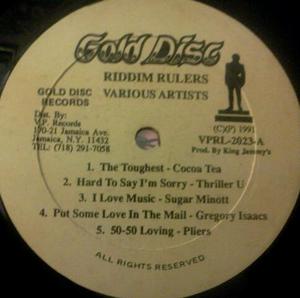 Gold Disc
RIDDIM RULERS
GOLD DISC
RECORDS
VARIOUS ARTISTS
Dist. By:
V.P. Records
170-21 Jamaica Ave.
Jamaica, N.Y. 11432
TEL: (718) 291-7058
(C)(P) 1991
VPRL-2023-A
Prod. By King Jammy's
1. The Toughest - Cocoa Tea
2. Hard To Say I'm Sorry - Thriller U
3. I Love Music - Sugar Minott
4. Put Some Love In The Mail - Gregory Isaacs
5. 50-50 Loving - Pliers
ALL RIGHTS RESERVED